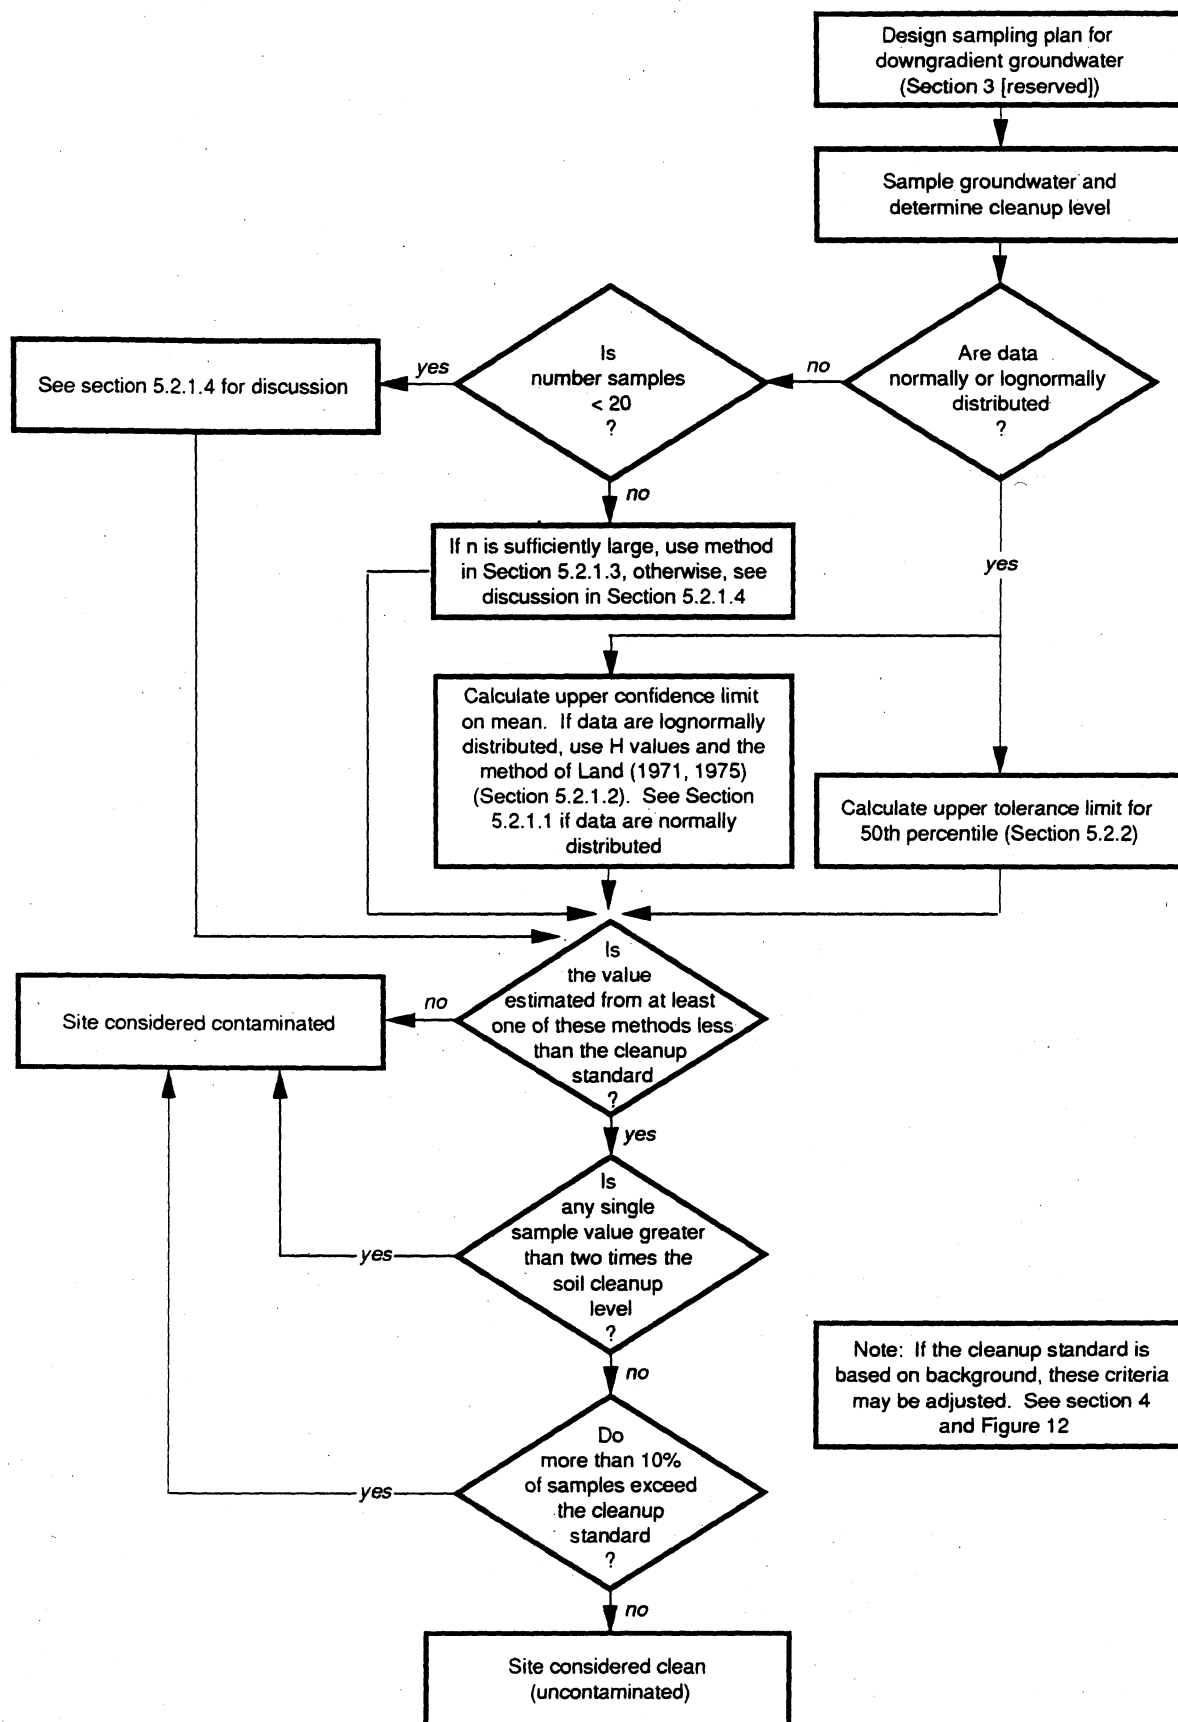 Design sampling plan for
downgradient groundwater
(Section 3 [reserved])
Sample groundwater and
determine cleanup level
Are data
normally or lognormally
distributed
?
no
yes
Is
number samples
< 20
?
yes
no
See section 5.2.1.4 for discussion
If n is sufficiently large, use method
in Section 5.2.1.3, otherwise, see
discussion in Section 5.2.1.4
Calculate upper confidence limit
on mean. If data are lognormally
distributed, use H values and the
method of Land (1971, 1975)
(Section 5.2.1.2). See Section
5.2.1.1 if data are normally
distributed
Calculate upper tolerance limit for
50th percentile (Section 5.2.2)
Is
the value
estimated from at least
one of these methods less
than the cleanup
standard
?
no
Site considered contaminated
yes
Is
any single
sample value greater
than two times the
soil cleanup
level
?
yes
no
Note: If the cleanup standard is
based on background, these criteria
may be adjusted. See section 4
and Figure 12
Do
more than 10%
of samples exceed
the cleanup
standard
?
yes
no
Site considered clean
(uncontaminated)